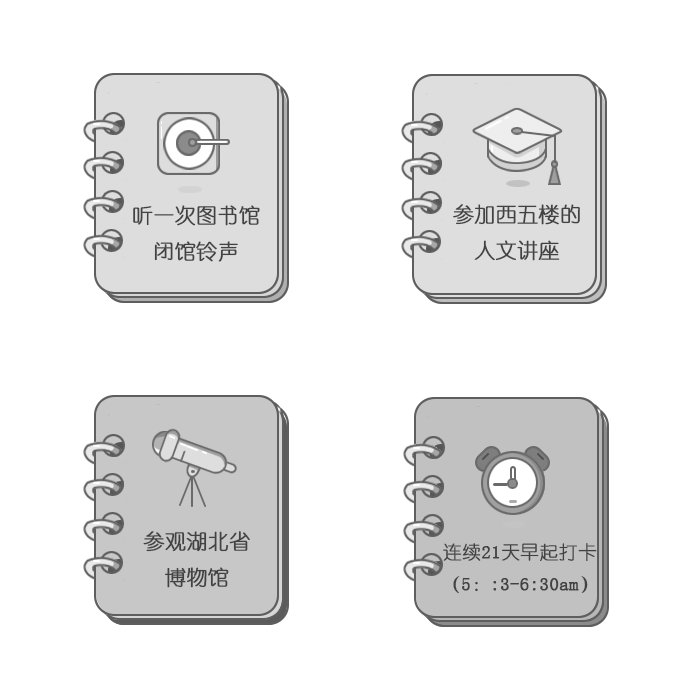 听一次图书馆
闭馆铃声
参加西五楼的
人文讲座
参观湖北省
博物馆
连续21天早起打卡
(5: :3-6:30am)